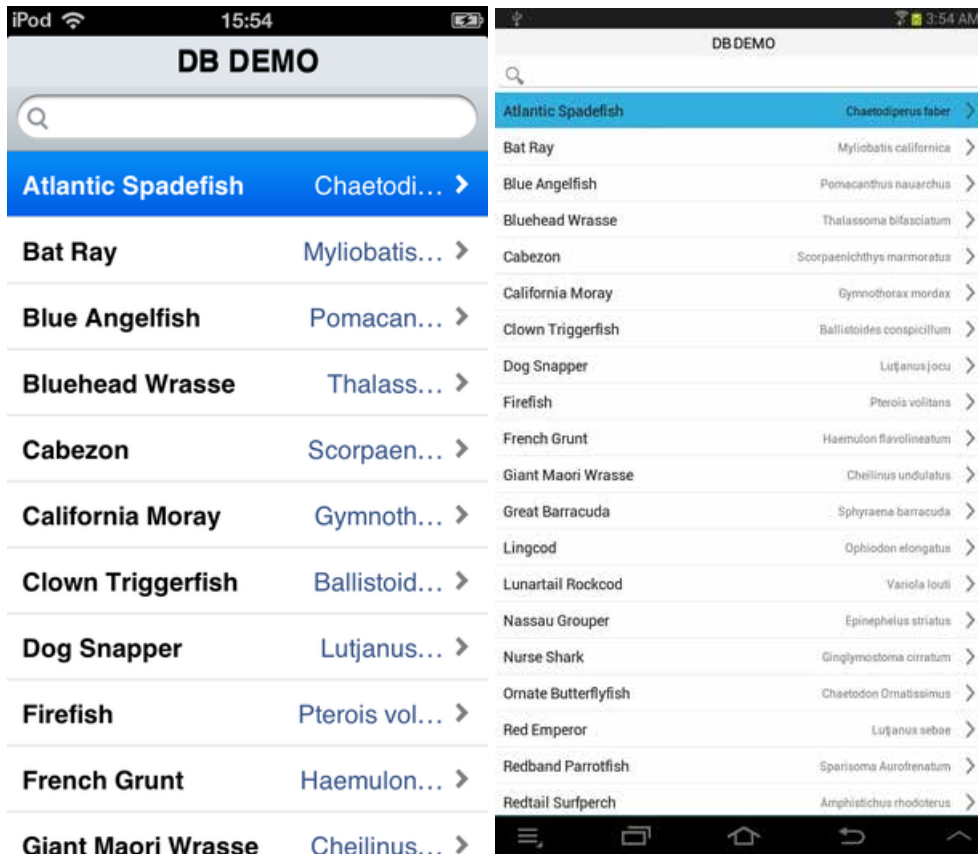 iPod 15:54
DB DEMO
Atlantic Spadefish Chaetodi...
Bat Ray Myliobatis...
Blue Angelfish Pomacan...
Bluehead Wrasse Thalass...
Cabezon Scorpaen...
California Moray Gymnoth...
Clown Triggerfish Ballistoid...
Dog Snapper Lutjanus...
Firefish Pterois vol...
French Grunt Haemulon...
Giant Maori Wrasse Cheilinus...
3:54 AM
DB DEMO
Atlantic Spadefish Chaetodiperus faber
Bat Ray Myliobatis californica
Blue Angelfish Pomacanthus nauarchus
Bluehead Wrasse Thalassoma bifasciatum
Cabezon Scorpaenichthys marmoratus
California Moray Gymnothorax mordax
Clown Triggerfish Ballistoides conspicillum
Dog Snapper Lutjanus jocu
Firefish Pterois volitans
French Grunt Haemulon flavolineatum
Giant Maori Wrasse Cheilinus undulatus
Great Barracuda Sphyraena barracuda
Lingcod Ophiodon elongatus
Lunartail Rockcod Variola louti
Nassau Grouper Epinephelus striatus
Nurse Shark Ginglymostoma cirratum
Ornate Butterflyfish Chaetodon Ornatissimus
Red Emperor Lutjanus sebae
Redband Parrotfish Sparisoma Aurofrenatum
Redtail Surfperch Amphistichus rhodoterus